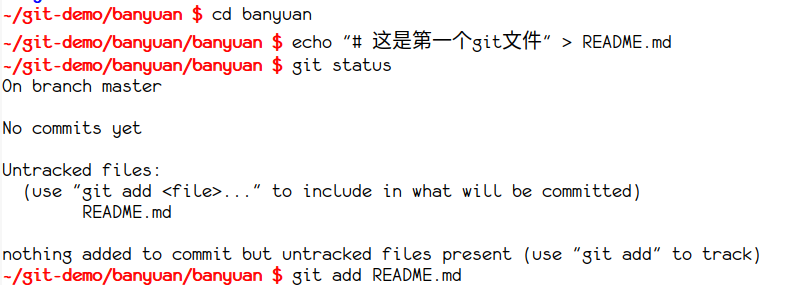 ~/git-demo/banyuan $ cd banyuan
~/git-demo/banyuan/banyuan $ echo "# 这是第一个git文件" > README.md
~/git-demo/banyuan/banyuan $ git status
On branch master
No commits yet
Untracked files:
(use "git add <file>..." to include in what will be committed)
README.md
nothing added to commit but untracked files present (use "git add" to track)
~/git-demo/banyuan/banyuan $ git add README.md